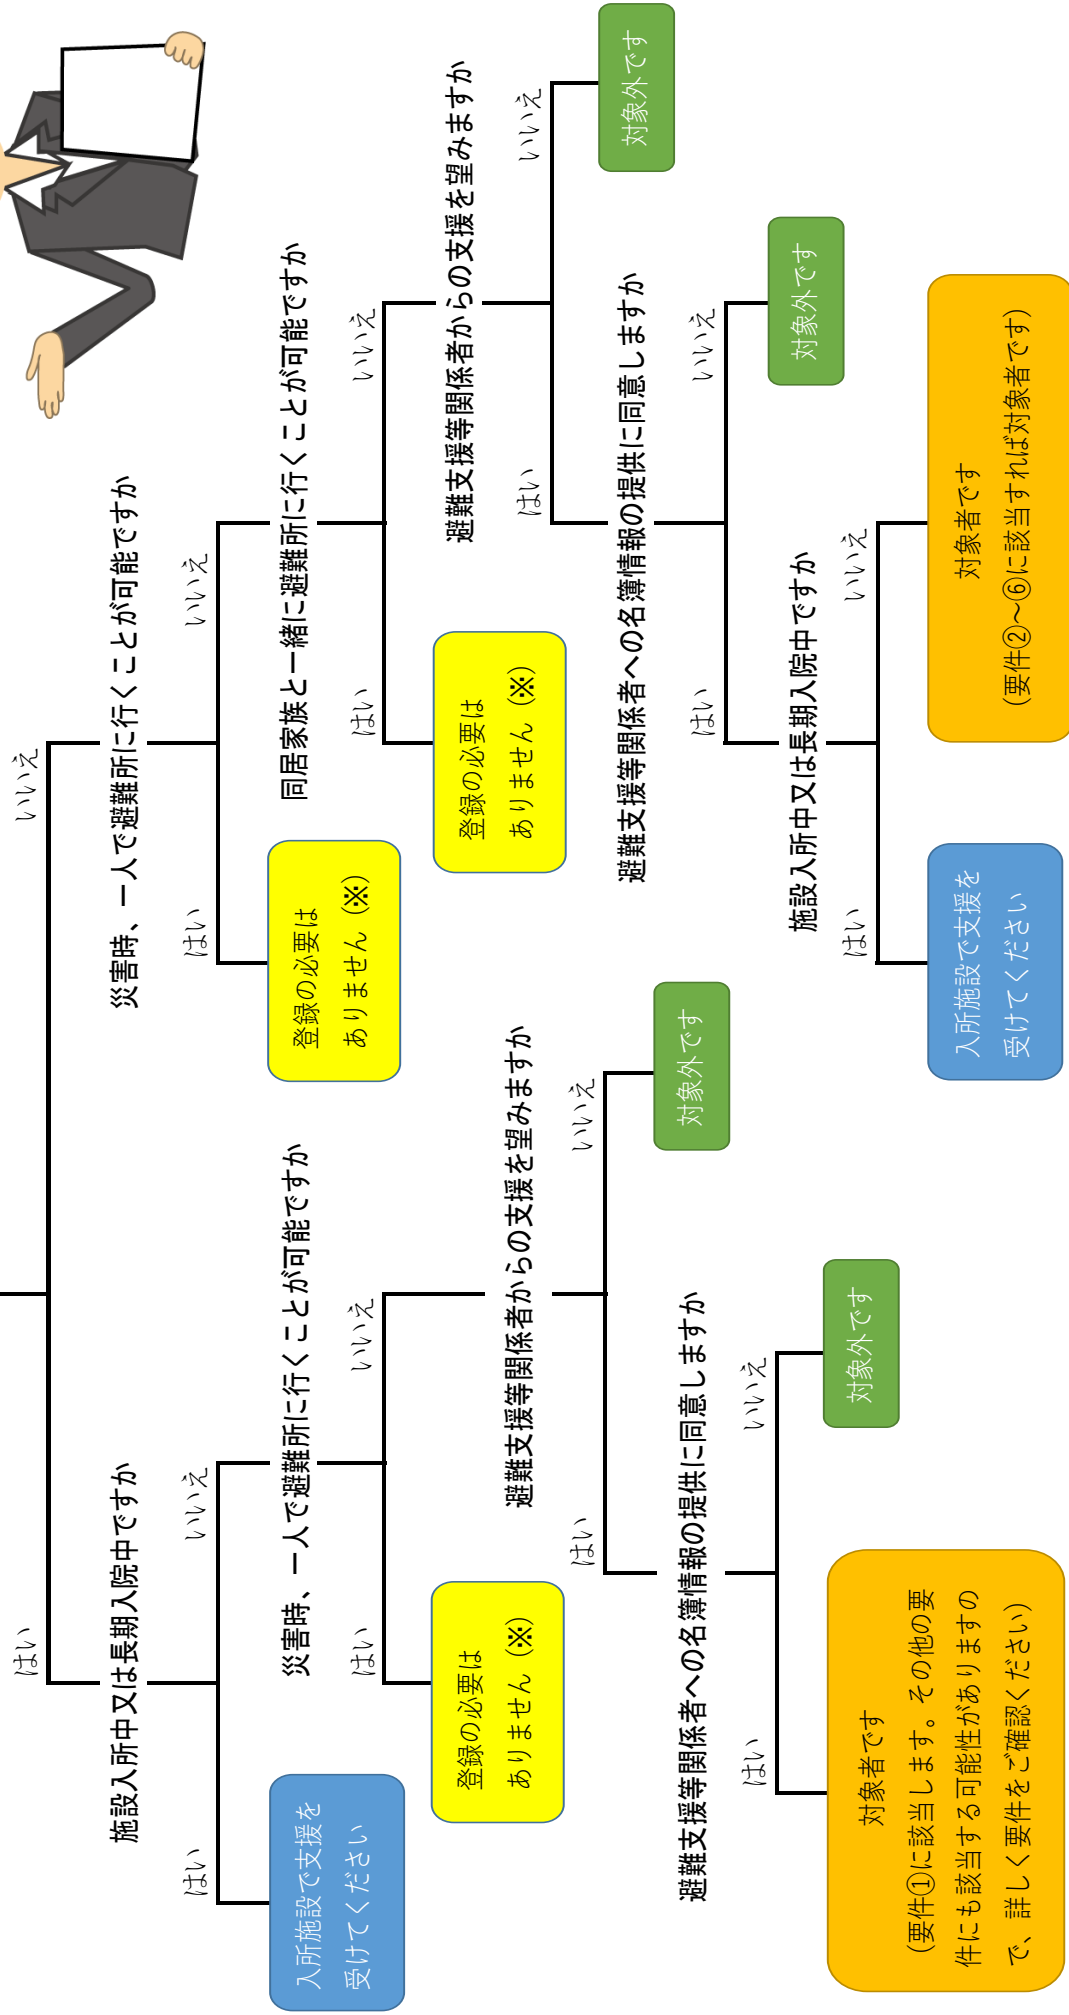 はい
いいえ
施設入所中又は長期入院中ですか
災害時、一人で避難所に行くことが可能ですか
はい
いいえ
はい
いいえ
入所施設で支援を
受けてください
災害時、一人で避難所に行くことが可能ですか
登録の必要は
ありません（※）
同居家族と一緒に避難所に行くことが可能ですか
はい
いいえ
はい
いいえ
登録の必要は
ありません（※）
避難支援等関係者からの支援を望みますか
登録の必要は
ありません（※）
避難支援等関係者からの支援を望みますか
はい
いいえ
はい
いいえ
避難支援等関係者への名簿情報の提供に同意しますか
対象外です
避難支援等関係者への名簿情報の提供に同意しますか
対象外です
はい
いいえ
はい
いいえ
対象者です
（要件①に該当します。その他の要
件にも該当する可能性がありますの
で、詳しく要件をご確認ください）
対象外です
施設入所中又は長期入院中ですか
対象外です
はい
いいえ
入所施設で支援を
受けてください
対象者です
（要件②～⑥に該当すれば対象者です）